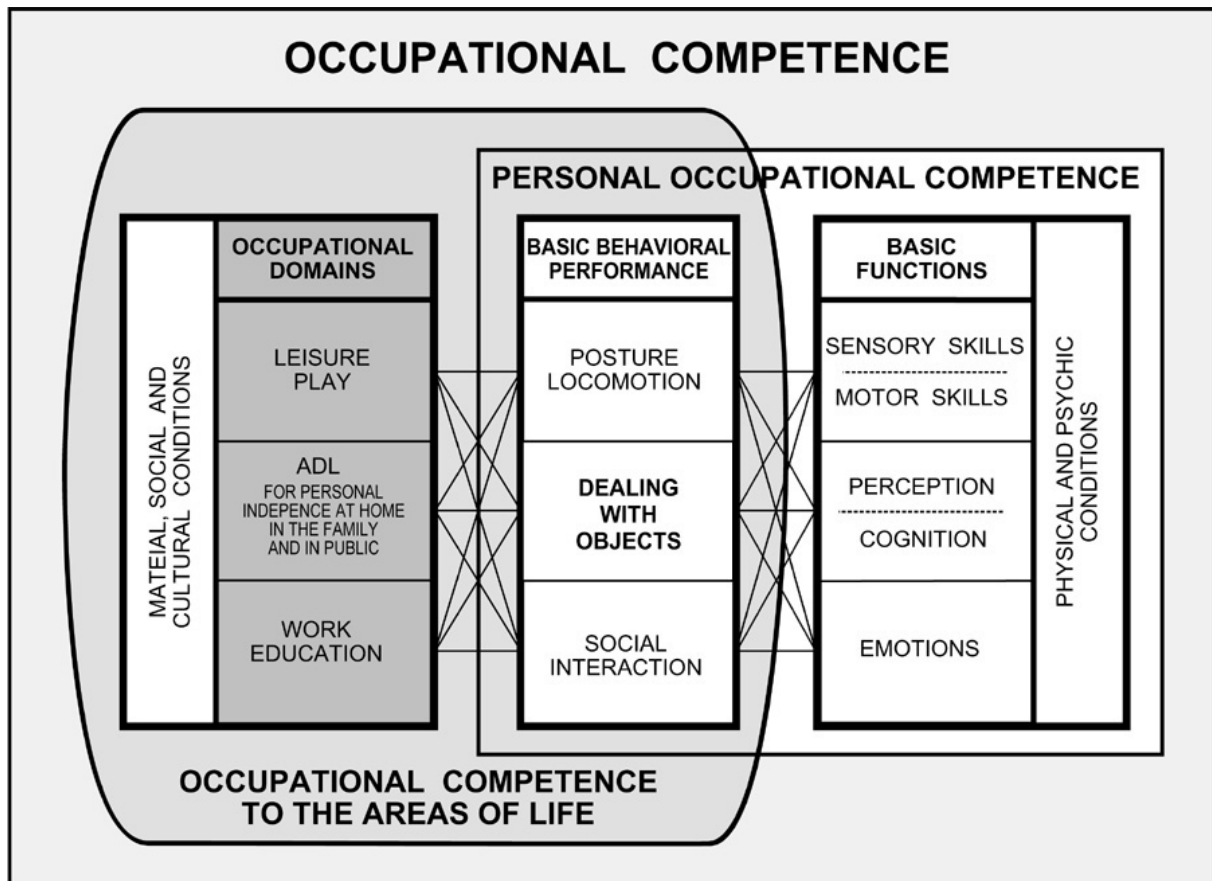 OCCUPATIONAL COMPETENCE
PERSONAL OCCUPATIONAL COMPETENCE
MATEIAL, SOCIAL AND
CULTURAL CONDITIONS
OCCUPATIONAL
DOMAINS
LEISURE
PLAY
ADL
FOR PERSONAL
INDEPENCE AT HOME
IN THE FAMILY
AND IN PUBLIC
WORK
EDUCATION
BASIC BEHAVIORAL
PERFORMANCE
POSTURE
LOCOMOTION
DEALING
WITH
OBJECTS
SOCIAL
INTERACTION
BASIC
FUNCTIONS
SENSORY SKILLS
MOTOR SKILLS
PERCEPTION
COGNITION
EMOTIONS
PHYSICAL AND PSYCHIC
CONDITIONS
OCCUPATIONAL COMPETENCE
TO THE AREAS OF LIFE